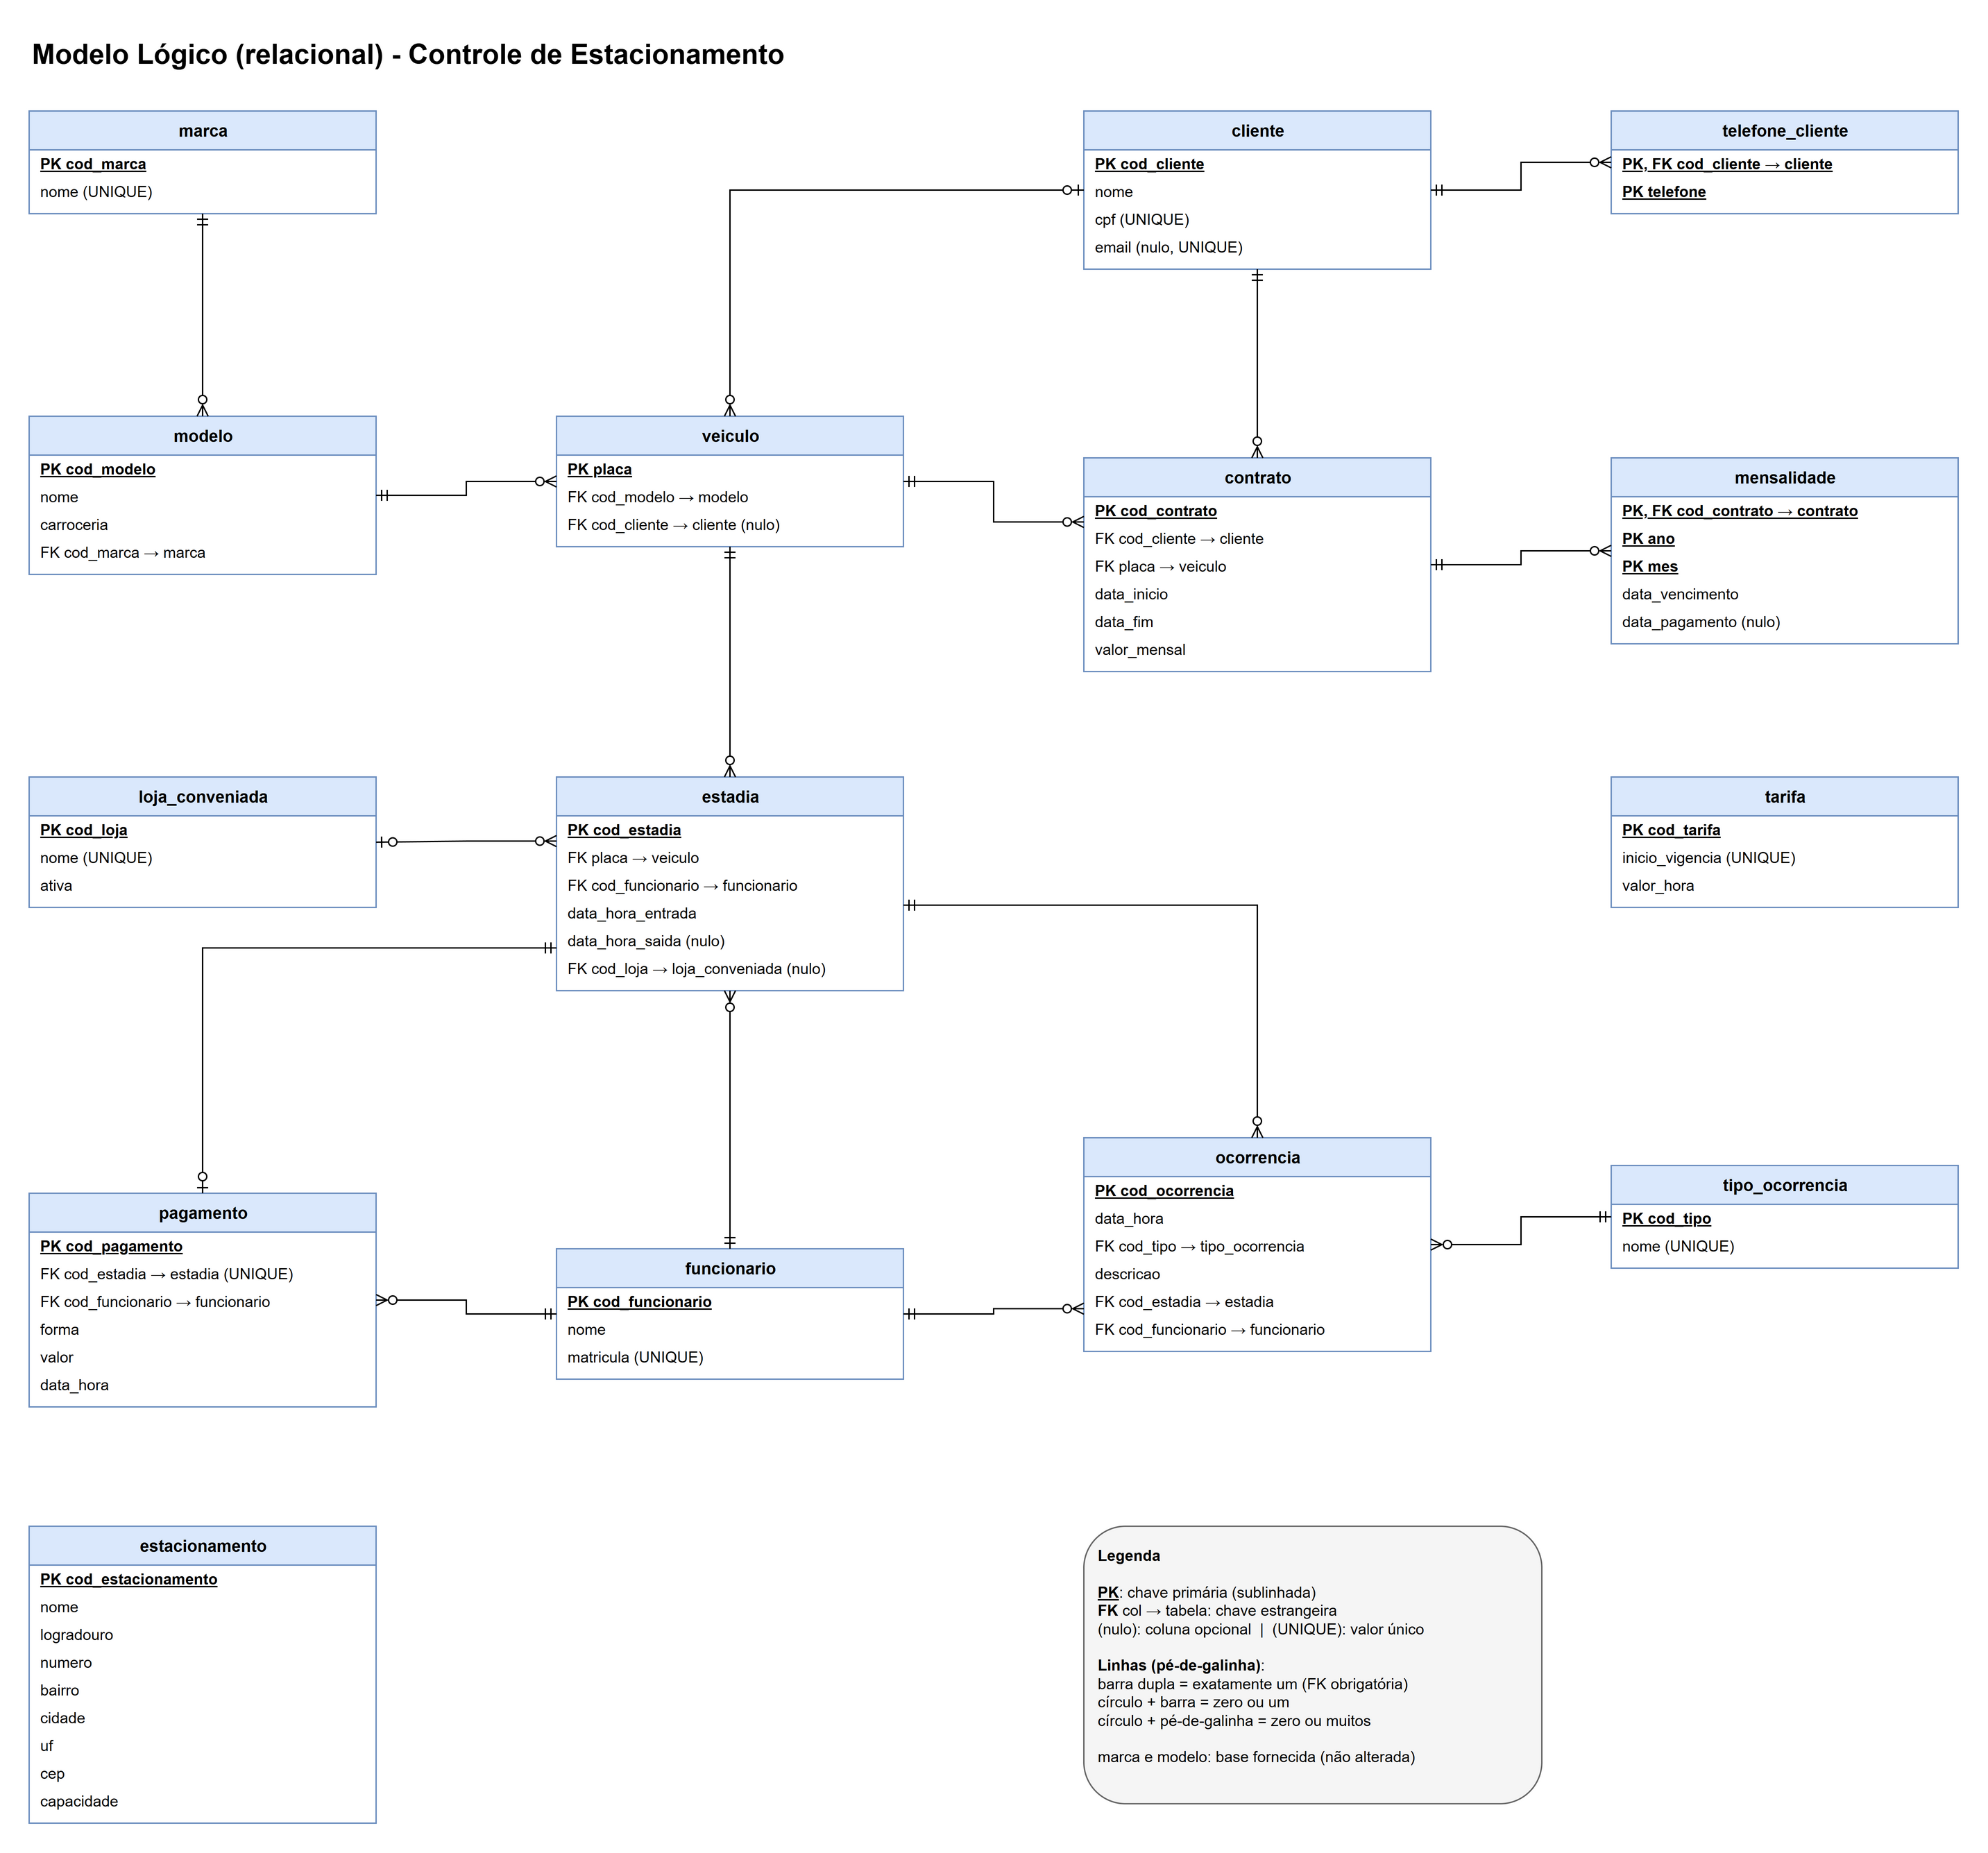 Modelo Lógico (relacional) - Controle de Estacionamento
marca
PK cod_marca
nome (UNIQUE)
cliente
PK cod_cliente
nome
cpf (UNIQUE)
email (nulo, UNIQUE)
telefone_cliente
PK, FK cod_cliente → cliente
PK telefone
modelo
PK cod_modelo
nome
carroceria
FK cod_marca → marca
veiculo
PK placa
FK cod_modelo → modelo
FK cod_cliente → cliente (nulo)
contrato
PK cod_contrato
FK cod_cliente → cliente
FK placa → veiculo
data_inicio
data_fim
valor_mensal
mensalidade
PK, FK cod_contrato → contrato
PK ano
PK mes
data_vencimento
data_pagamento (nulo)
loja_conveniada
PK cod_loja
nome (UNIQUE)
ativa
estadia
PK cod_estadia
FK placa → veiculo
FK cod_funcionario → funcionario
data_hora_entrada
data_hora_saida (nulo)
FK cod_loja → loja_conveniada (nulo)
tarifa
PK cod_tarifa
inicio_vigencia (UNIQUE)
valor_hora
pagamento
PK cod_pagamento
FK cod_estadia → estadia (UNIQUE)
FK cod_funcionario → funcionario
forma
valor
data_hora
funcionario
PK cod_funcionario
nome
matricula (UNIQUE)
ocorrencia
PK cod_ocorrencia
data_hora
FK cod_tipo → tipo_ocorrencia
descricao
FK cod_estadia → estadia
FK cod_funcionario → funcionario
tipo_ocorrencia
PK cod_tipo
nome (UNIQUE)
estacionamento
PK cod_estacionamento
nome
logradouro
numero
bairro
cidade
uf
cep
capacidade
Legenda
PK: chave primária (sublinhada)
FK col → tabela: chave estrangeira
(nulo): coluna opcional | (UNIQUE): valor único
Linhas (pé-de-galinha):
barra dupla = exatamente um (FK obrigatória)
círculo + barra = zero ou um
círculo + pé-de-galinha = zero ou muitos
marca e modelo: base fornecida (não alterada)